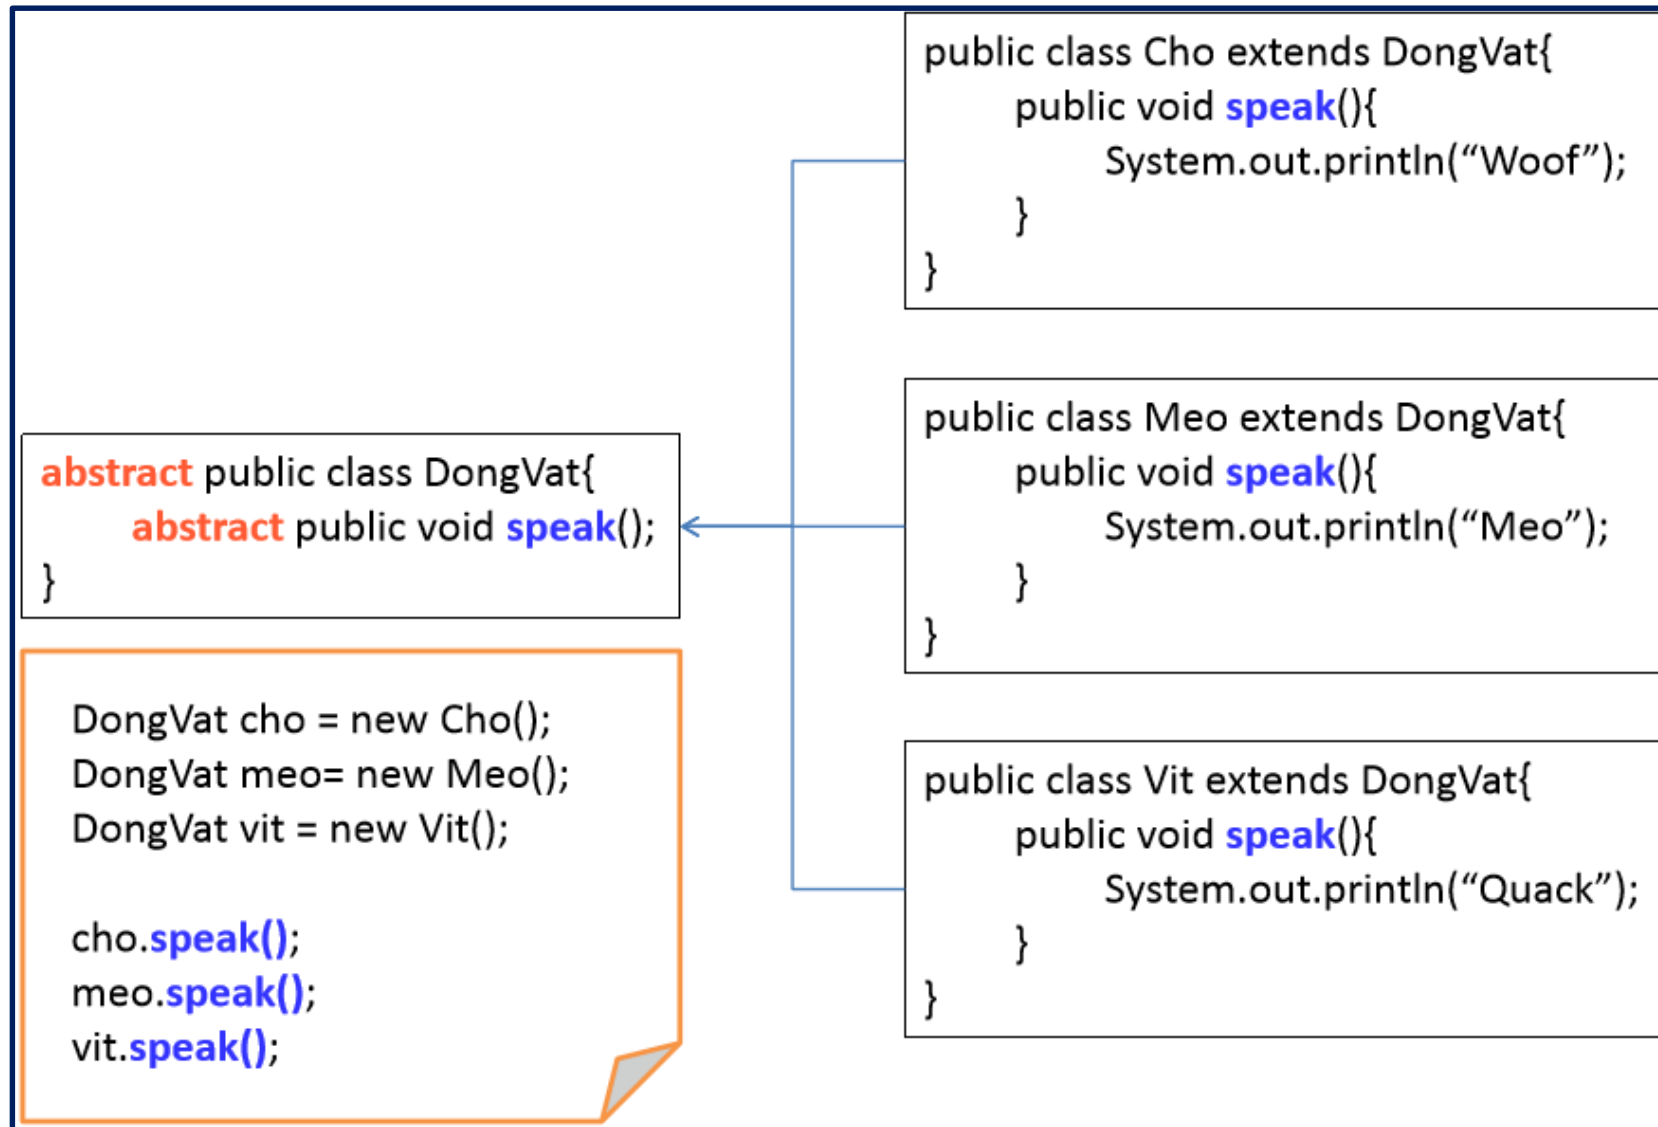 abstract public class DongVat{
abstract public void speak();
}
DongVat cho = new Cho();
DongVat meo= new Meo();
DongVat vit = new Vit();
cho.speak();
meo.speak();
vit.speak();
public class Cho extends DongVat{
public void speak(){
System.out.println(“Woof”);
}
}
public class Meo extends DongVat{
public void speak(){
System.out.println(“Meo”);
}
}
public class Vit extends DongVat{
public void speak(){
System.out.println(“Quack”);
}
}